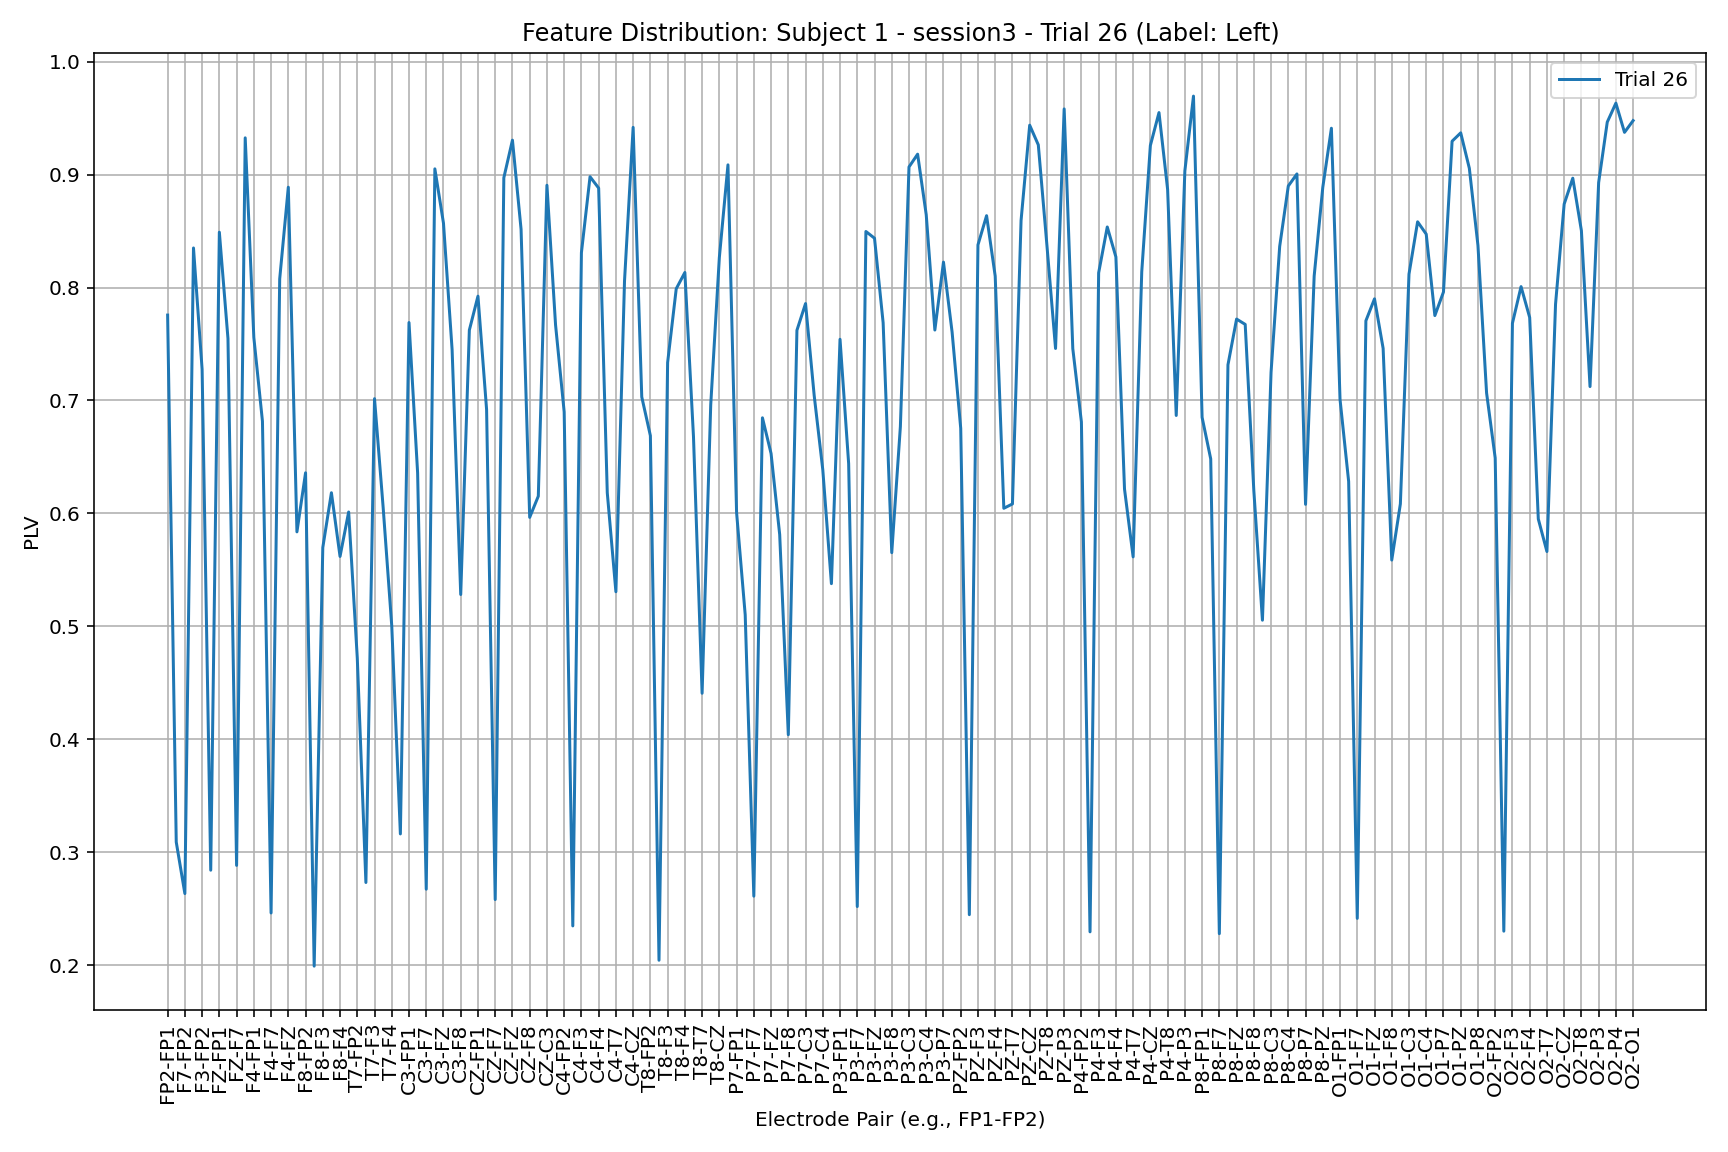 Feature Distribution: Subject 1 - session3 - Trial 26 (Label: Left)
Trial 26
PLV
1.0
0.9
0.8
0.7
0.6
0.5
0.4
0.3
0.2
FP2-FP1
F7-FP2
F3-FP2
FZ-FP1
FZ-F7
F4-FP1
F4-F7
F4-FZ
F8-FP2
F8-F3
F8-F4
T7-FP2
T7-F3
T7-F4
C3-FP1
C3-F7
C3-FZ
C3-F8
CZ-FP1
CZ-F7
CZ-FZ
CZ-F8
CZ-C3
C4-FP2
C4-F3
C4-F4
C4-T7
C4-CZ
T8-FP2
T8-F3
T8-F4
T8-T7
T8-CZ
P7-FP1
P7-F7
P7-FZ
P7-F8
P7-C3
P7-C4
P3-FP1
P3-F7
P3-FZ
P3-F8
P3-C3
P3-C4
P3-P7
PZ-FP2
PZ-F3
PZ-F4
PZ-T7
PZ-CZ
PZ-T8
PZ-P3
P4-FP2
P4-F3
P4-F4
P4-T7
P4-CZ
P4-T8
P4-P3
P8-FP1
P8-F7
P8-FZ
P8-F8
P8-C3
P8-C4
P8-P7
P8-PZ
O1-FP1
O1-F7
O1-FZ
O1-F8
O1-C3
O1-C4
O1-P7
O1-PZ
O1-P8
O2-FP2
O2-F3
O2-F4
O2-T7
O2-CZ
O2-T8
O2-P3
O2-P4
O2-O1
Electrode Pair (e.g., FP1-FP2)